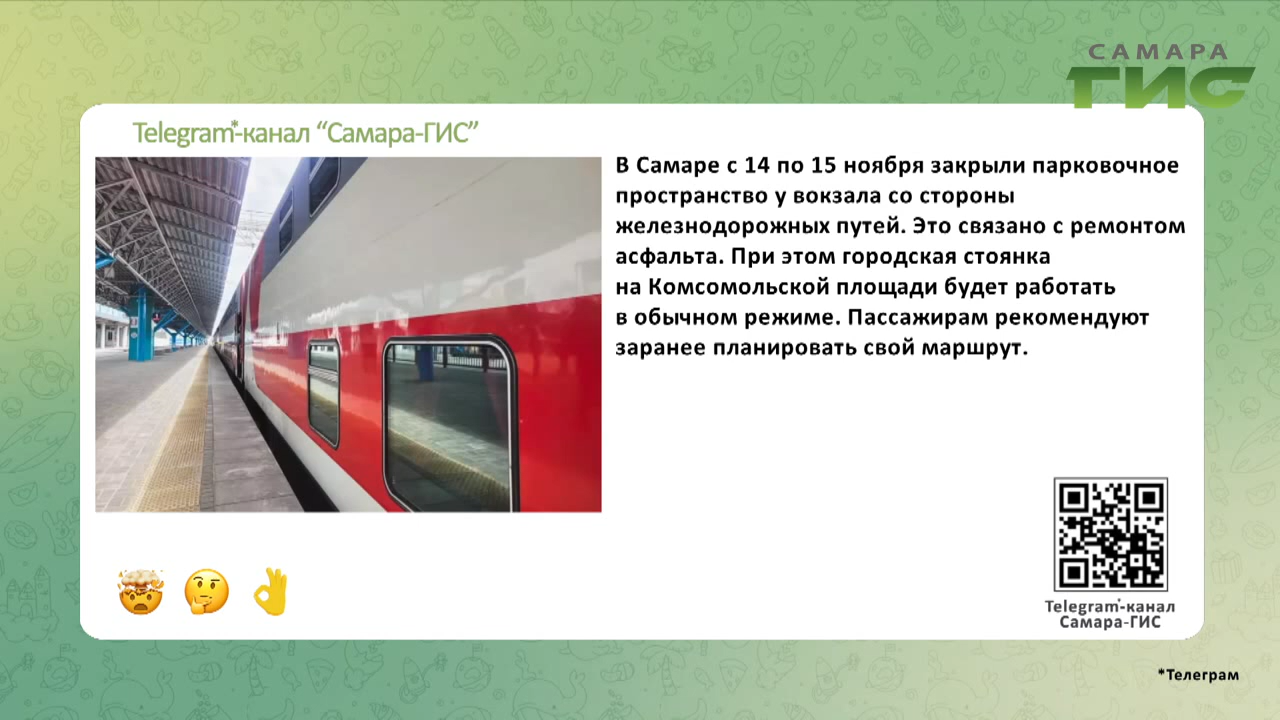 САМАРА
ГИС
Telegram*-канал “Самара-ГИС”
В Самаре с 14 по 15 ноября закрыли парковочное
пространство у вокзала со стороны
железнодорожных путей. Это связано с ремонтом
асфальта. При этом городская стоянка
на Комсомольской площади будет работать
в обычном режиме. Пассажирам рекомендуют
заранее планировать свой маршрут.
Telegram*-канал
Самара-ГИС
*Телеграм